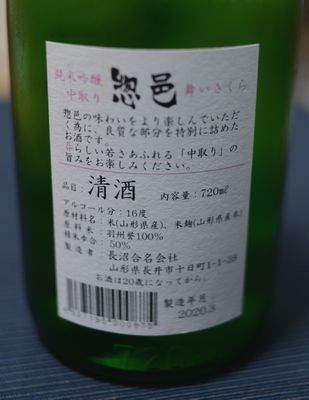 純米吟醸
中取り
惣邑
舞いさくら
惣邑の味わいをより楽しんでいただ
く為に、良質な部分を特別に詰めた
お酒です。
春らしい若さあふれる「中取り」の
旨みをお楽しみください。
品目：清酒 内容量：720mℓ
アルコール分：16度
原材料名：米(山形県産)、米麹(山形県産米)
原料米：羽州誉100%
精米歩合：50%
製造者：長沼合名会社
山形県長井市十日町1-1-39
お酒は20歳になってから。
製造年月
2020.3